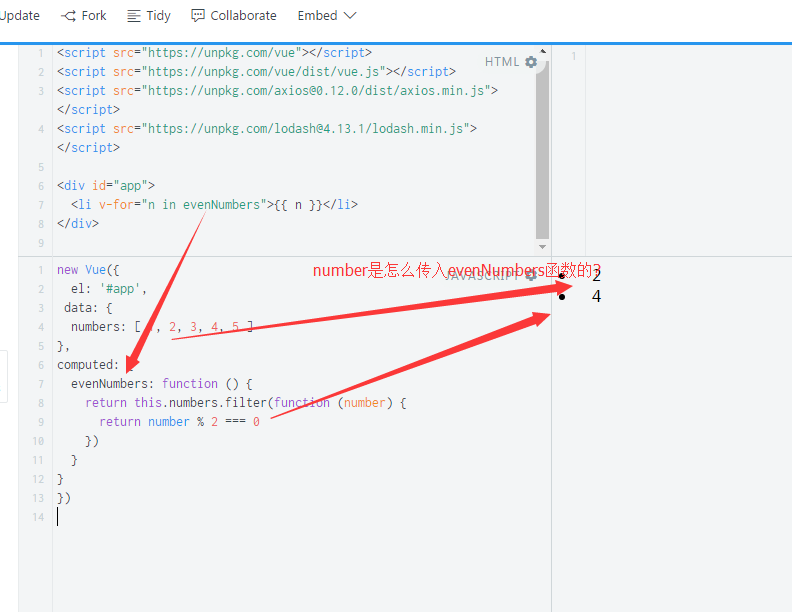 Update Fork Tidy Collaborate Embed
HTML
1 <script src="https://unpkg.com/vue"></script>
2 <script src="https://unpkg.com/vue/dist/vue.js"></script>
3 <script src="https://unpkg.com/axios@0.12.0/dist/axios.min.js">
</script>
4 <script src="https://unpkg.com/lodash@4.13.1/lodash.min.js">
</script>
5
6 <div id="app">
7 <li v-for="n in evenNumbers">{{ n }}</li>
8 </div>
9
JAVASCRIPT
number是怎么传入evenNumbers函数的?
1 new Vue({
2 el: '#app',
3 data: {
4 numbers: [ , 2, 3, 4, 5 ]
5 },
6 computed:
7 evenNumbers: function () {
8 return this.numbers.filter(function (number) {
9 return number % 2 === 0
10 })
11 }
12 }
13 })
14
1
2
4